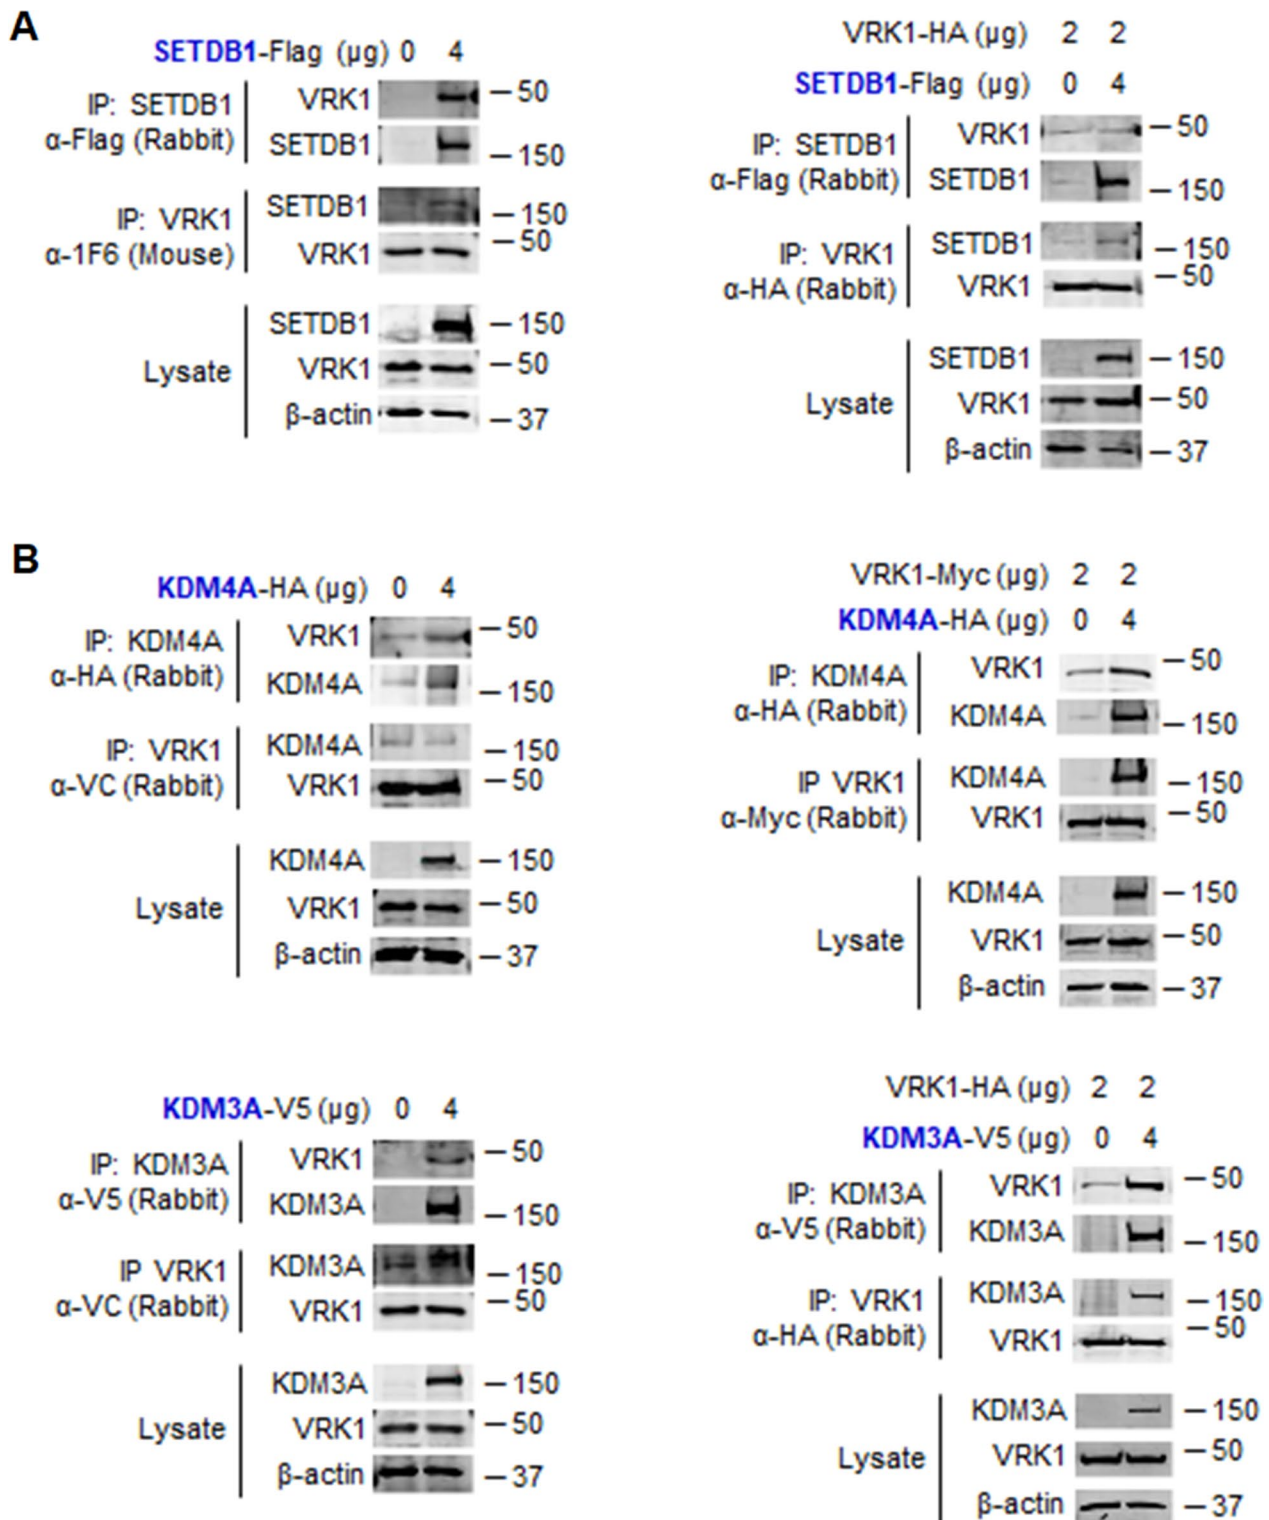 A
SETDB1-Flag (µg) 0 4
IP: SETDB1
α-Flag (Rabbit)
VRK1 50
SETDB1 150
IP: VRK1
α-1F6 (Mouse)
SETDB1 150
VRK1 50
Lysate
SETDB1 150
VRK1 50
β-actin 37
VRK1-HA (µg) 2 2
SETDB1-Flag (µg) 0 4
IP: SETDB1
α-Flag (Rabbit)
VRK1 50
SETDB1 150
IP: VRK1
α-HA (Rabbit)
SETDB1 150
VRK1 50
Lysate
SETDB1 150
VRK1 50
β-actin 37
B
KDM4A-HA (µg) 0 4
IP: KDM4A
α-HA (Rabbit)
VRK1 50
KDM4A 150
IP: VRK1
α-VC (Rabbit)
KDM4A 150
VRK1 50
Lysate
KDM4A 150
VRK1 50
β-actin 37
VRK1-Myc (µg) 2 2
KDM4A-HA (µg) 0 4
IP: KDM4A
α-HA (Rabbit)
VRK1 50
KDM4A 150
IP VRK1
α-Myc (Rabbit)
KDM4A 150
VRK1 50
Lysate
KDM4A 150
VRK1 50
β-actin 37
KDM3A-V5 (µg) 0 4
IP: KDM3A
α-V5 (Rabbit)
VRK1 50
KDM3A 150
IP VRK1
α-VC (Rabbit)
KDM3A 150
VRK1 50
Lysate
KDM3A 150
VRK1 50
β-actin 37
VRK1-HA (µg) 2 2
KDM3A-V5 (µg) 0 4
IP: KDM3A
α-V5 (Rabbit)
VRK1 50
KDM3A 150
IP: VRK1
α-HA (Rabbit)
KDM3A 150
VRK1 50
Lysate
KDM3A 150
VRK1 50
β-actin 37